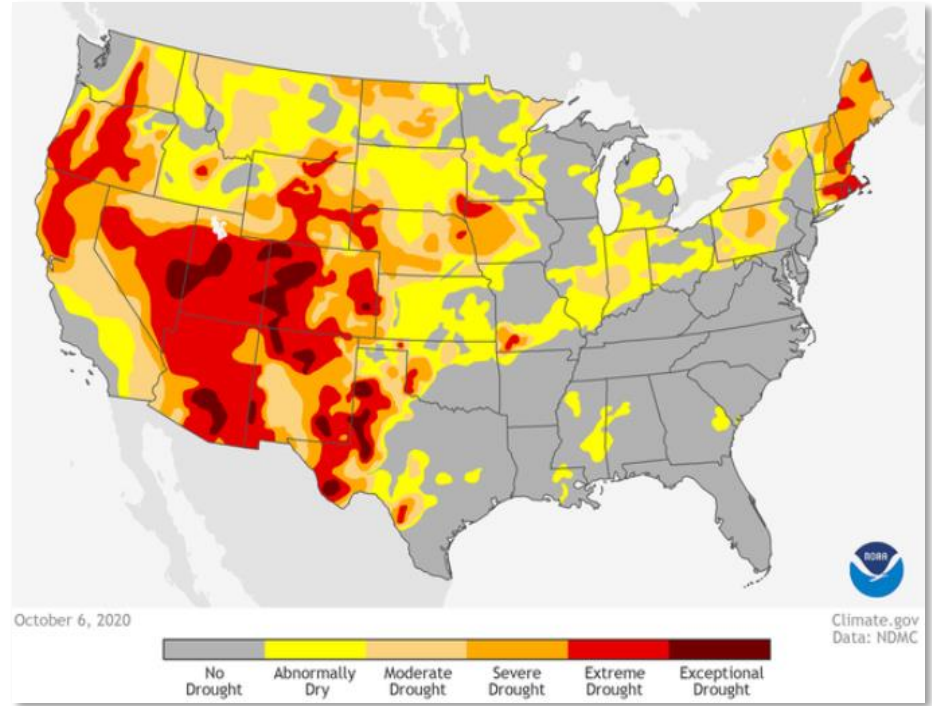 NOAA
October 6, 2020
Climate.gov
Data: NDMC
No
Drought
Abnormally
Dry
Moderate
Drought
Severe
Drought
Extreme
Drought
Exceptional
Drought